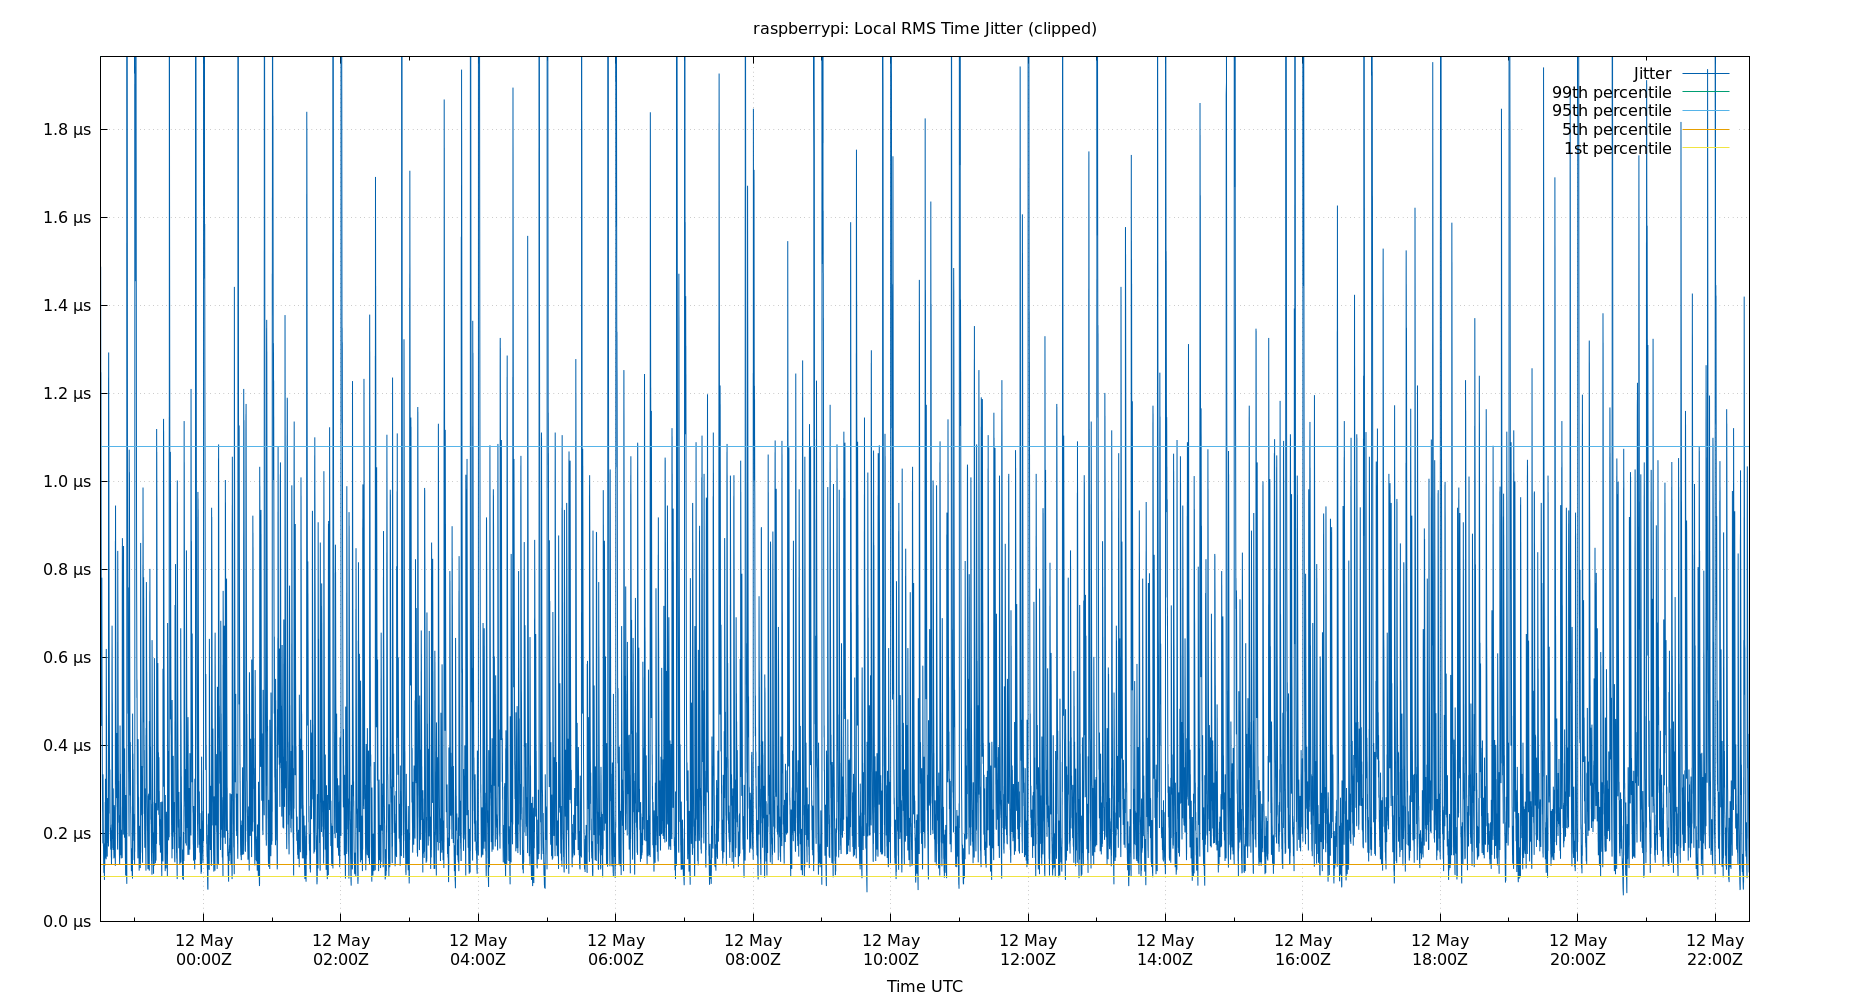 raspberrypi: Local RMS Time Jitter (clipped)
Jitter
99th percentile
95th percentile
5th percentile
1st percentile
1.8 µs
1.6 µs
1.4 µs
1.2 µs
1.0 µs
0.8 µs
0.6 µs
0.4 µs
0.2 µs
0.0 µs
12 May 12 May 12 May 12 May 12 May 12 May 12 May 12 May 12 May 12 May 12 May 12 May
00:00Z 02:00Z 04:00Z 06:00Z 08:00Z 10:00Z 12:00Z 14:00Z 16:00Z 18:00Z 20:00Z 22:00Z
Time UTC